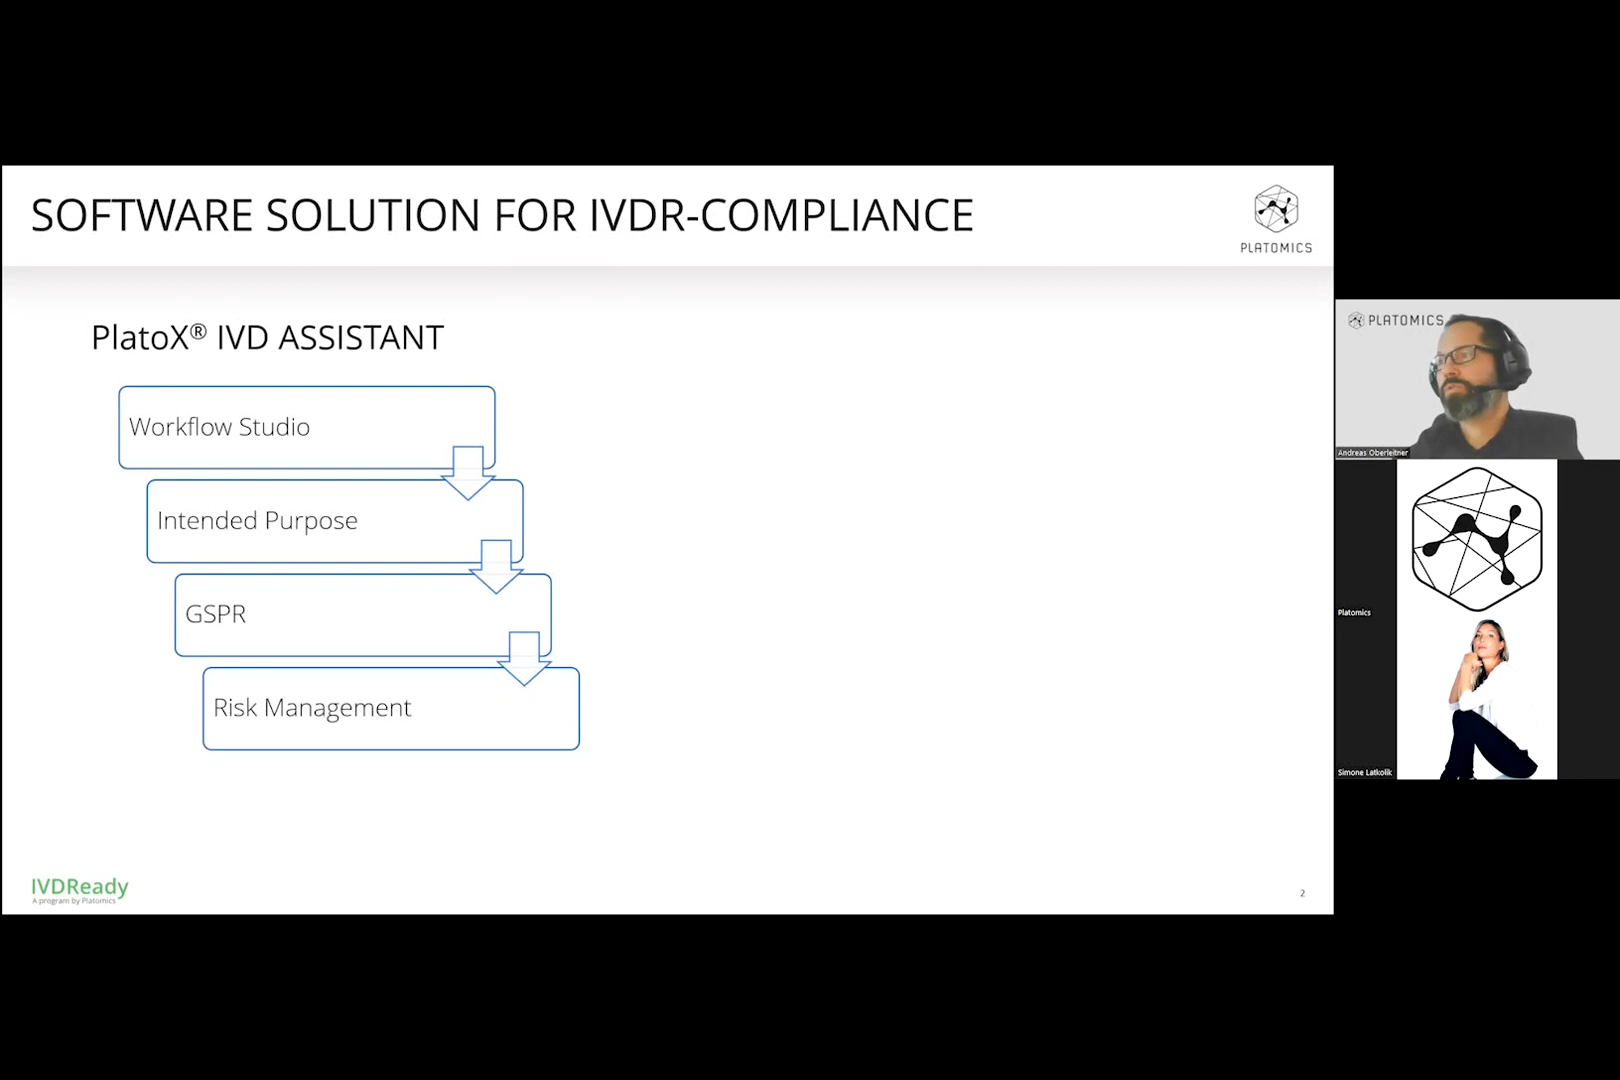 SOFTWARE SOLUTION FOR IVDR-COMPLIANCE
PLATOMICS
PlatoX® IVD ASSISTANT
Workflow Studio
Intended Purpose
GSPR
Risk Management
IVDReady
A program by Platomics
2
PLATOMICS
Andreas Oberleitner
Platomics
Simone Latkolik